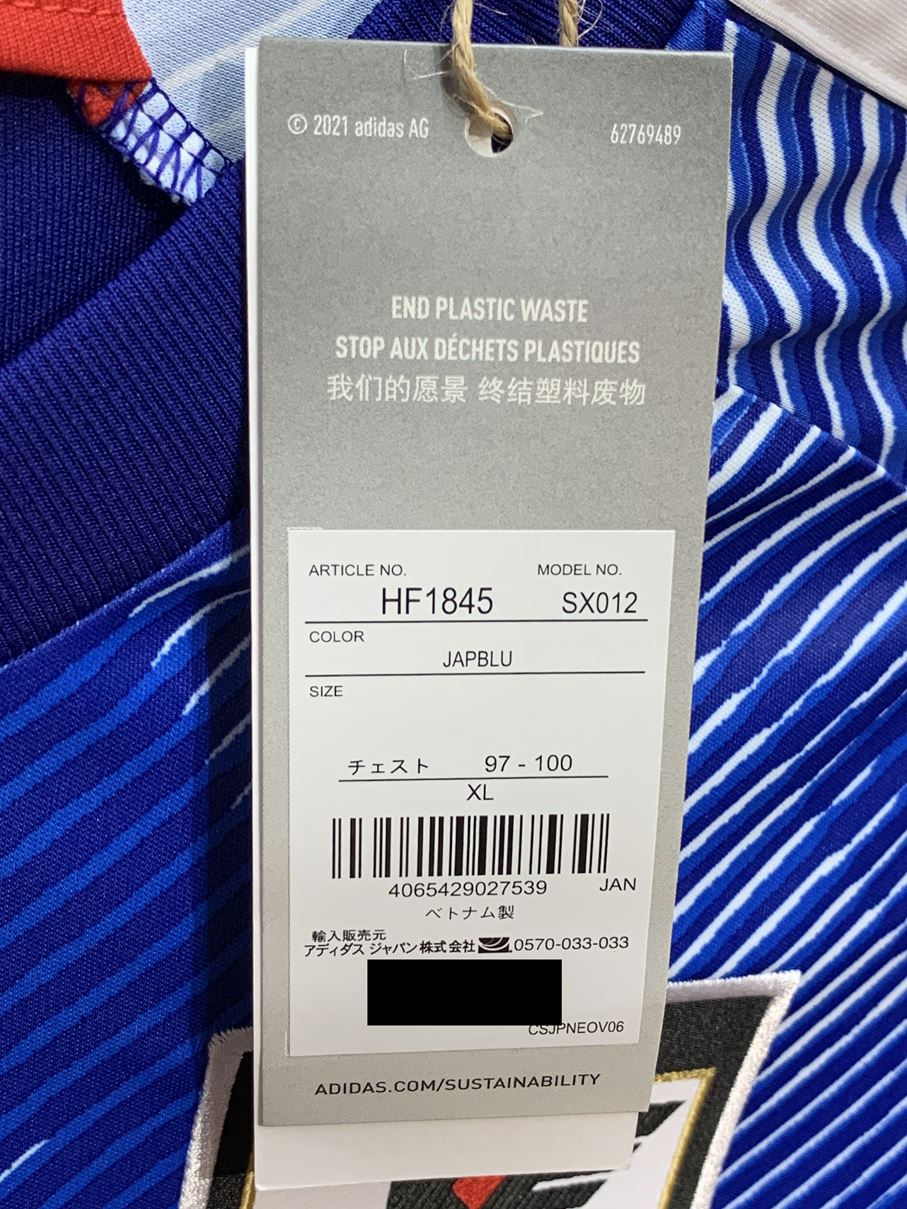 © 2021 adidas AG 62769489
END PLASTIC WASTE
STOP AUX DÉCHETS PLASTIQUES
我们的愿景 终结塑料废物
ARTICLE NO. MODEL NO.
HF1845 SX012
COLOR
JAPBLU
SIZE
チェスト 97 - 100
XL
4065429027539 JAN
ベトナム製
輸入販売元
アディダス ジャパン株式会社 0570-033-033
CSJPNEOV06
ADIDAS.COM/SUSTAINABILITY